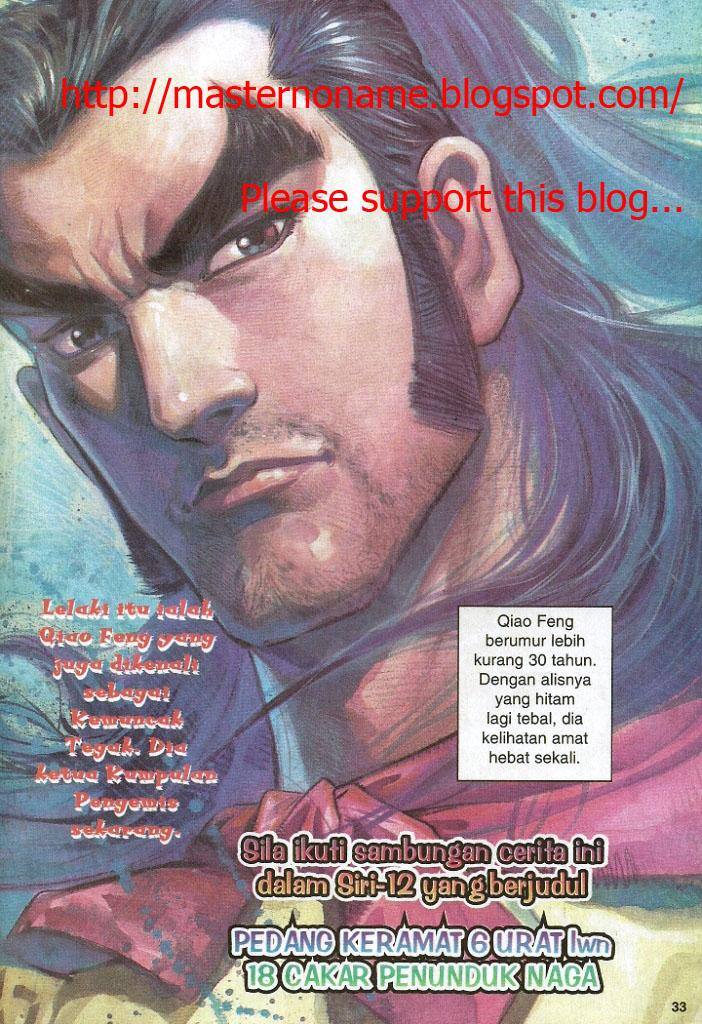 http://masternoname.blogspot.com/
Please support this blog...
Lelaki itu ialah
Qiao Feng yang
juga dikenali
sebagai
Kemuncak
Tegak. Dia
ketua Kumpulan
Pengemis
sekarang.
Qiao Feng
berumur lebih
kurang 30 tahun.
Dengan alisnya
yang hitam
lagi tebal, dia
kelihatan amat
hebat sekali.
Sila ikuti sambungan cerita ini
dalam Siri-12 yang berjudul
PEDANG KERAMAT 6 URAT lwn
18 CAKAR PENUNDUK NAGA
33